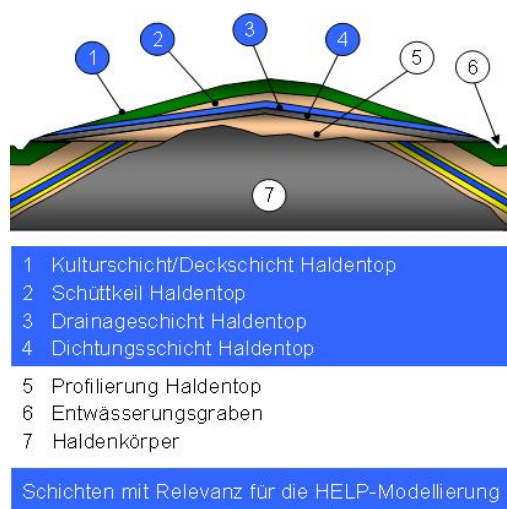 1
2
3
4
5
6
7
1 Kulturschicht/Deckschicht Haldentop
2 Schüttkeil Haldentop
3 Drainageschicht Haldentop
4 Dichtungsschicht Haldentop
5 Profilierung Haldentop
6 Entwässerungsgraben
7 Haldenkörper
Schichten mit Relevanz für die HELP-Modellierung